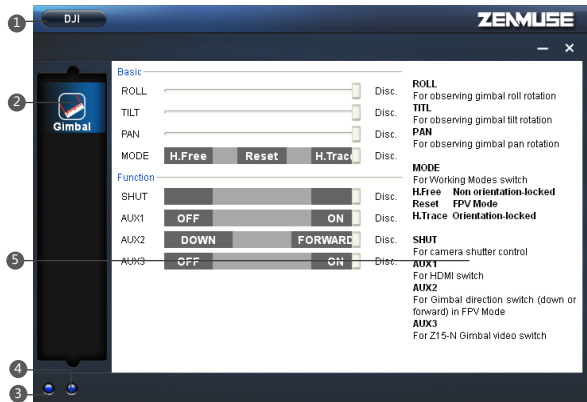 1
DJI
ZENMUSE
2
Gimbal
Basic
ROLL Disc.
TILT Disc.
PAN Disc.
MODE H.Free Reset H.Trac Disc.
Function
SHUT Disc.
AUX1 OFF ON Disc.
AUX2 DOWN FORWARD Disc.
AUX3 OFF ON Disc.
ROLL
For observing gimbal roll rotation
TITL
For observing gimbal tilt rotation
PAN
For observing gimbal pan rotation
MODE
For Working Modes switch
H.Free Non orientation-locked
Reset FPV Mode
H.Trace Orientation-locked
SHUT
For camera shutter control
AUX1
For HDMI switch
AUX2
For Gimbal direction switch (down or
forward) in FPV Mode
AUX3
For Z15-N Gimbal video switch
5
4
3